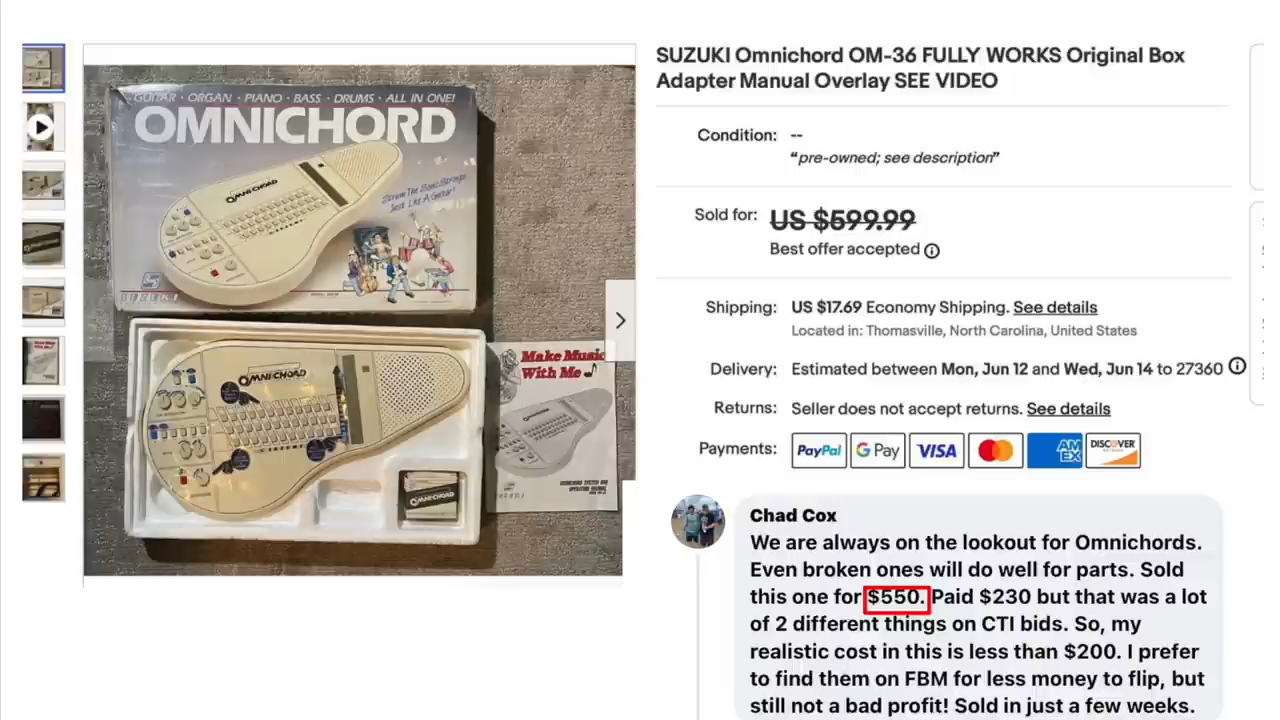 SUZUKI Omnichord OM-36 FULLY WORKS Original Box
Adapter Manual Overlay SEE VIDEO
Condition: --
“pre-owned; see description”
Sold for: US $599.99
Best offer accepted
Shipping: US $17.69 Economy Shipping. See details
Located in: Thomasville, North Carolina, United States
Delivery: Estimated between Mon, Jun 12 and Wed, Jun 14 to 27360
Returns: Seller does not accept returns. See details
Payments: PayPal G Pay VISA AM EX DISCOVER
GUITAR · ORGAN · PIANO · BASS · DRUMS · ALL IN ONE!
OMNICHORD
OMNICHORD
Strum The Sonic Strings
Just Like A Guitar!
SUZUKI
OMNICHORD
Make Music
With Me
OMNICHORD
OMNICHORD
Chad Cox
We are always on the lookout for Omnichords.
Even broken ones will do well for parts. Sold
this one for $550. Paid $230 but that was a lot
of 2 different things on CTI bids. So, my
realistic cost in this is less than $200. I prefer
to find them on FBM for less money to flip, but
still not a bad profit! Sold in just a few weeks.